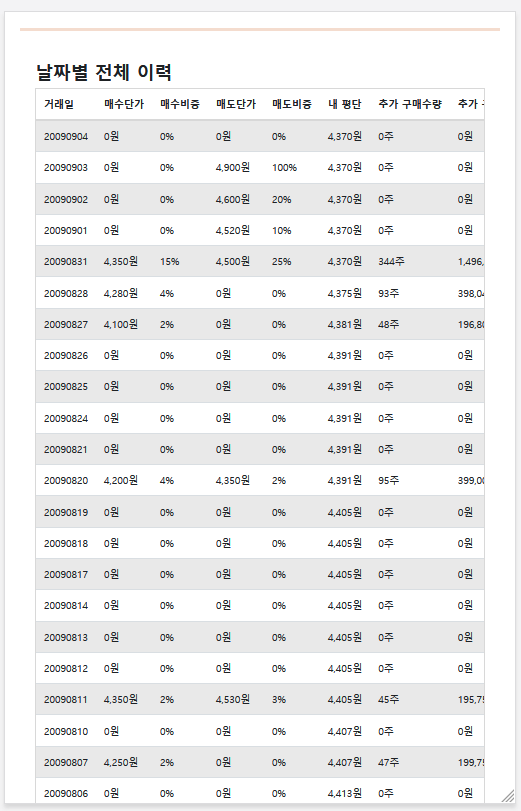 날짜별 전체 이력
거래일 매수단가 매수비중 매도단가 매도비중 내 평단 추가 구매수량 추가
20090904 0원 0% 0원 0% 4,370원 0주 0원
20090903 0원 0% 4,900원 100% 4,370원 0주 0원
20090902 0원 0% 4,600원 20% 4,370원 0주 0원
20090901 0원 0% 4,520원 10% 4,370원 0주 0원
20090831 4,350원 15% 4,500원 25% 4,370원 344주 1,496,
20090828 4,280원 4% 0원 0% 4,375원 93주 398,04
20090827 4,100원 2% 0원 0% 4,381원 48주 196,80
20090826 0원 0% 0원 0% 4,391원 0주 0원
20090825 0원 0% 0원 0% 4,391원 0주 0원
20090824 0원 0% 0원 0% 4,391원 0주 0원
20090821 0원 0% 0원 0% 4,391원 0주 0원
20090820 4,200원 4% 4,350원 2% 4,391원 95주 399,00
20090819 0원 0% 0원 0% 4,405원 0주 0원
20090818 0원 0% 0원 0% 4,405원 0주 0원
20090817 0원 0% 0원 0% 4,405원 0주 0원
20090814 0원 0% 0원 0% 4,405원 0주 0원
20090813 0원 0% 0원 0% 4,405원 0주 0원
20090812 0원 0% 0원 0% 4,405원 0주 0원
20090811 4,350원 2% 4,530원 3% 4,405원 45주 195,75
20090810 0원 0% 0원 0% 4,407원 0주 0원
20090807 4,250원 2% 0원 0% 4,407원 47주 199,75
20090806 0원 0% 0원 0% 4,413원 0주 0원